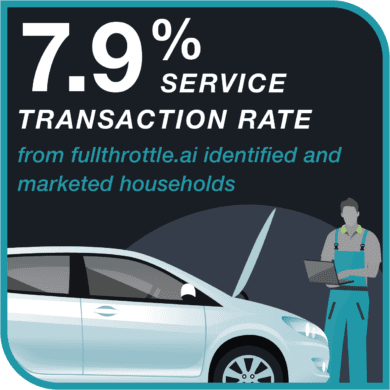 7.9% SERVICE
TRANSACTION RATE
from fullthrottle.ai identified and
marketed households